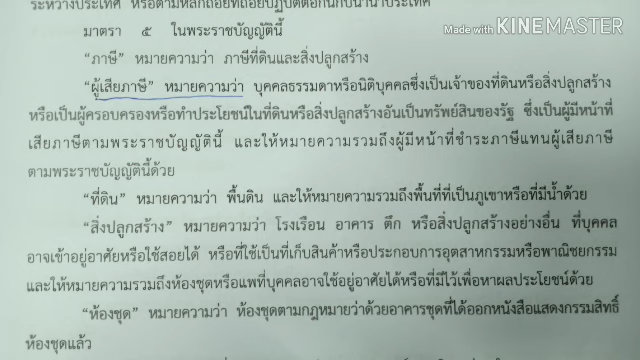 ระหว่างประเทศ หรือตามหลักถ้อยทีถ้อยปฏิบัติต่อกันกับนานาประเทศ
Made with KINEMASTER
มาตรา ๕ ในพระราชบัญญัตินี้
“ภาษี” หมายความว่า ภาษีที่ดินและสิ่งปลูกสร้าง
“ผู้เสียภาษี” หมายความว่า บุคคลธรรมดาหรือนิติบุคคลซึ่งเป็นเจ้าของที่ดินหรือสิ่งปลูกสร้าง
หรือเป็นผู้ครอบครองหรือทำประโยชน์ในที่ดินหรือสิ่งปลูกสร้างอันเป็นทรัพย์สินของรัฐ ซึ่งเป็นผู้มีหน้าที่
เสียภาษีตามพระราชบัญญัตินี้ และให้หมายความรวมถึงผู้มีหน้าที่ชำระภาษีแทนผู้เสียภาษี
ตามพระราชบัญญัตินี้ด้วย
“ที่ดิน” หมายความว่า พื้นดิน และให้หมายความรวมถึงพื้นที่ที่เป็นภูเขาหรือที่มีน้ำด้วย
“สิ่งปลูกสร้าง” หมายความว่า โรงเรือน อาคาร ตึก หรือสิ่งปลูกสร้างอย่างอื่น ที่บุคคล
อาจเข้าอยู่อาศัยหรือใช้สอยได้ หรือที่ใช้เป็นที่เก็บสินค้าหรือประกอบการอุตสาหกรรมหรือพาณิชยกรรม
และให้หมายความรวมถึงห้องชุดหรือแพที่บุคคลอาจใช้อยู่อาศัยได้หรือที่มีไว้เพื่อหาผลประโยชน์ด้วย
“ห้องชุด” หมายความว่า ห้องชุดตามกฎหมายว่าด้วยอาคารชุดที่ได้ออกหนังสือแสดงกรรมสิทธิ์
ห้องชุดแล้ว